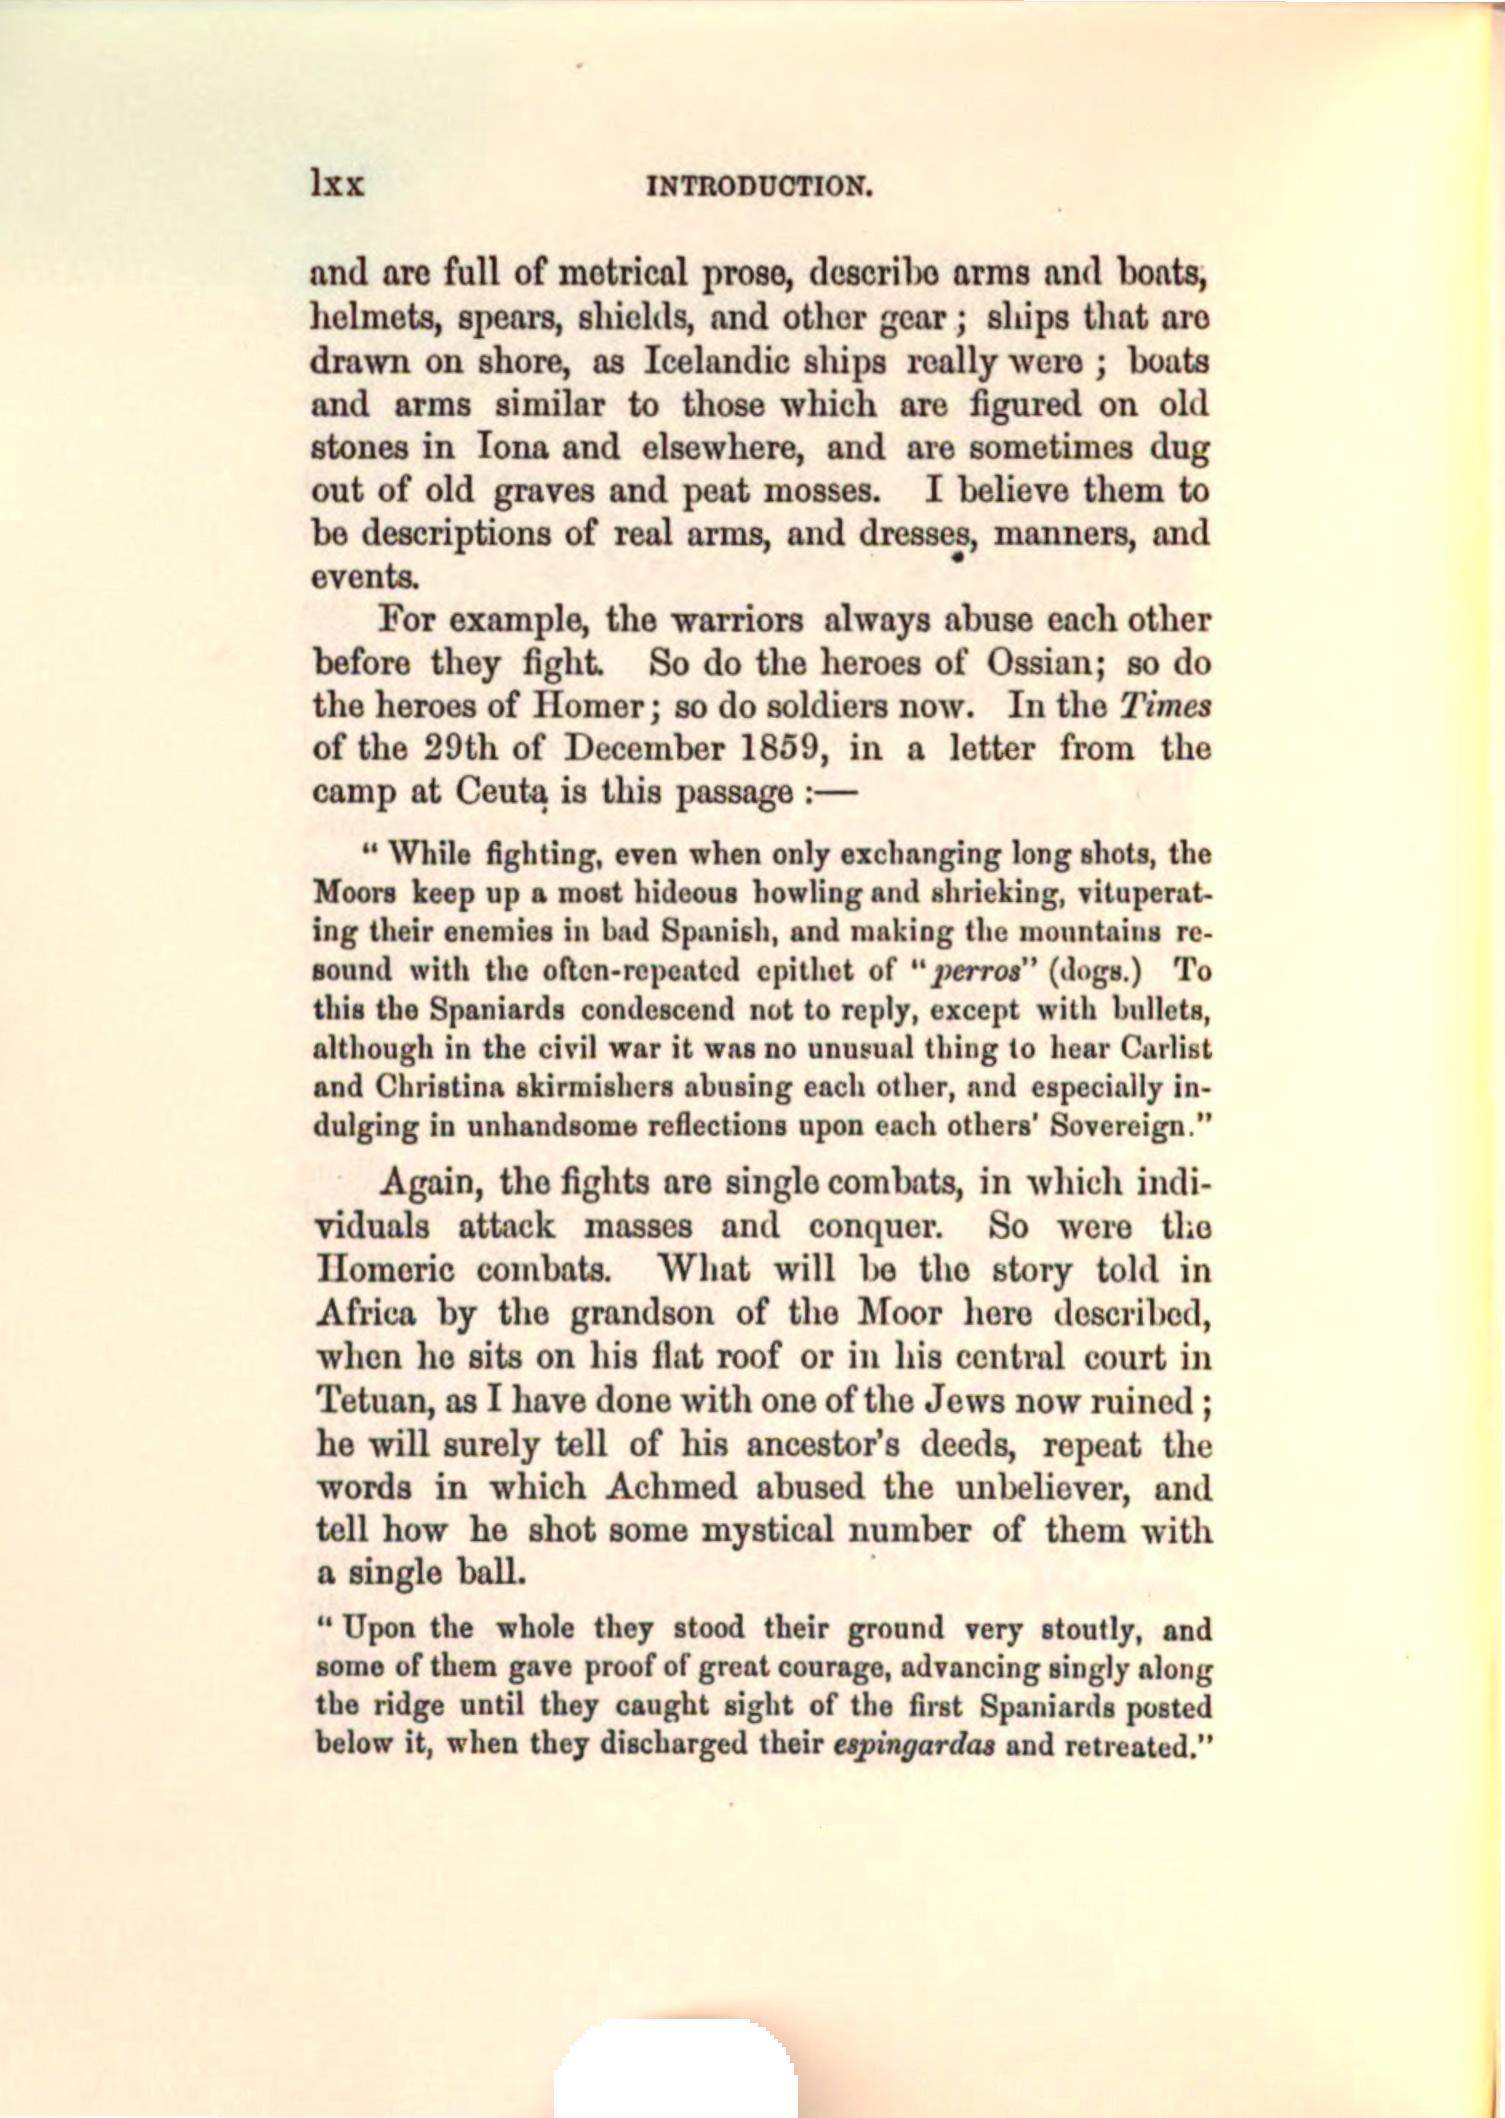 lxx INTRODUCTION.
and are full of metrical prose, describe arms and boats,
helmets, spears, shields, and other gear ; ships that are
drawn on shore, as Icelandic ships really were ; boats
and arms similar to those which are figured on old
stones in Iona and elsewhere, and are sometimes dug
out of old graves and peat mosses. I believe them to
be descriptions of real arms, and dresses, manners, and
events.
For example, the warriors always abuse each other
before they fight. So do the heroes of Ossian; so do
the heroes of Homer; so do soldiers now. In the Times
of the 29th of December 1859, in a letter from the
camp at Ceuta is this passage :—
“ While fighting, even when only exchanging long shots, the
Moors keep up a most hideous howling and shrieking, vituperat-
ing their enemies in bad Spanish, and making the mountains re-
sound with the often-repeated epithet of “perros” (dogs.) To
this the Spaniards condescend not to reply, except with bullets,
although in the civil war it was no unusual thing to hear Carlist
and Christina skirmishers abusing each other, and especially in-
dulging in unhandsome reflections upon each others' Sovereign.”
Again, the fights are single combats, in which indi-
viduals attack masses and conquer. So were the
Homeric combats. What will be the story told in
Africa by the grandson of the Moor here described,
when he sits on his flat roof or in his central court in
Tetuan, as I have done with one of the Jews now ruined ;
he will surely tell of his ancestor's deeds, repeat the
words in which Achmed abused the unbeliever, and
tell how he shot some mystical number of them with
a single ball.
“ Upon the whole they stood their ground very stoutly, and
some of them gave proof of great courage, advancing singly along
the ridge until they caught sight of the first Spaniards posted
below it, when they discharged their espingardas and retreated.”